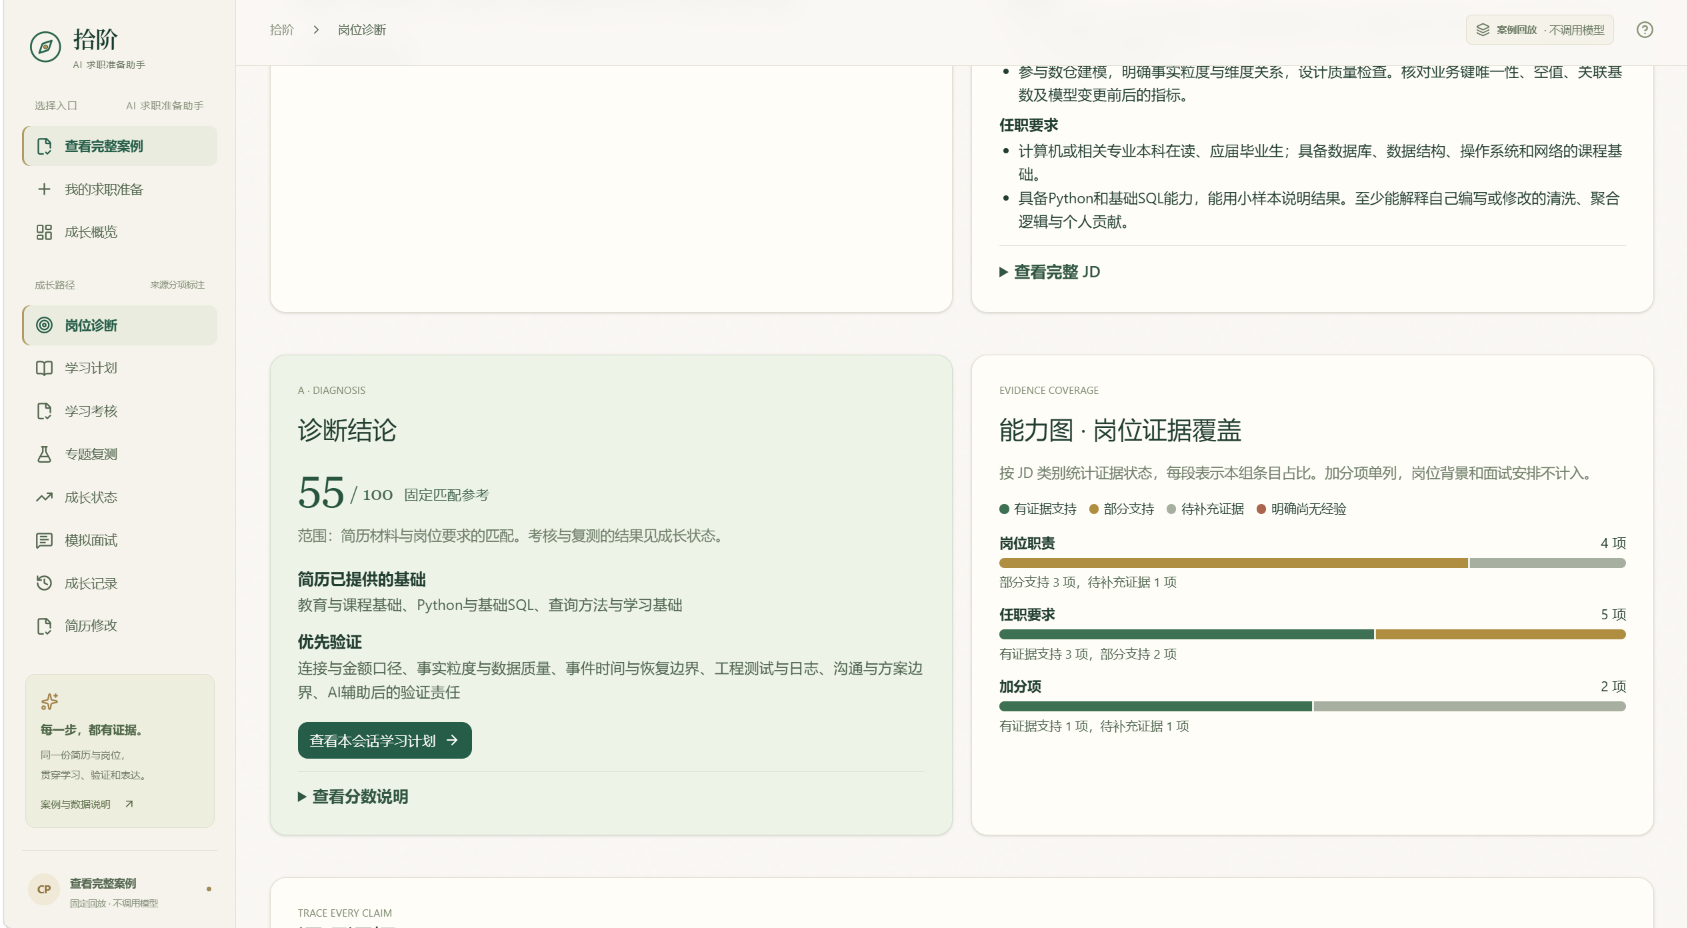 拾阶
AI 求职准备助手
选择入口
AI 求职准备助手
查看完整案例
我的求职准备
成长概览
成长路径
来源分项标注
岗位诊断
学习计划
学习考核
专题复测
成长状态
模拟面试
成长记录
简历修改
每一步，都有证据。
同一份简历与岗位，
贯穿学习、验证和表达。
案例与数据说明
CP
查看完整案例
固定回放 · 不调用模型
拾阶
岗位诊断
案例回放 · 不调用模型
参与数仓建模，明确事实粒度与维度关系，设计质量检查。核对业务键唯一性、空值、关联基
数及模型变更前后的指标。
任职要求
计算机或相关专业本科在读、应届毕业生；具备数据库、数据结构、操作系统和网络的课程基
础。
具备Python和基础SQL能力，能用小样本说明结果。至少能解释自己编写或修改的清洗、聚合
逻辑与个人贡献。
查看完整 JD
A · DIAGNOSIS
诊断结论
55 / 100 固定匹配参考
范围：简历材料与岗位要求的匹配。考核与复测的结果见成长状态。
简历已提供的基础
教育与课程基础、Python与基础SQL、查询方法与学习基础
优先验证
连接与金额口径、事实粒度与数据质量、事件时间与恢复边界、工程测试与日志、沟通与方案边
界、AI辅助后的验证责任
查看本会话学习计划
查看分数说明
EVIDENCE COVERAGE
能力图 · 岗位证据覆盖
按 JD 类别统计证据状态，每段表示本组条目占比。加分项单列，岗位背景和面试安排不计入。
有证据支持 部分支持 待补充证据 明确尚无经验
岗位职责 4 项
部分支持 3 项，待补充证据 1 项
任职要求 5 项
有证据支持 3 项，部分支持 2 项
加分项 2 项
有证据支持 1 项，待补充证据 1 项
TRACE EVERY CLAIM